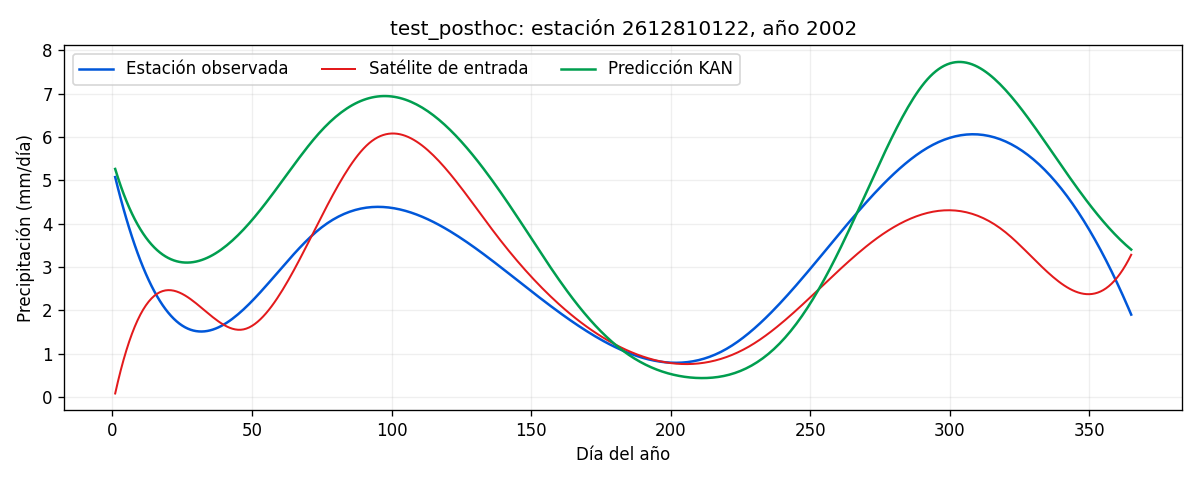 test_posthoc: estación 2612810122, año 2002
Estación observada Satélite de entrada Predicción KAN
Precipitación (mm/día)
8
7
6
5
4
3
2
1
0
0 50 100 150 200 250 300 350
Día del año